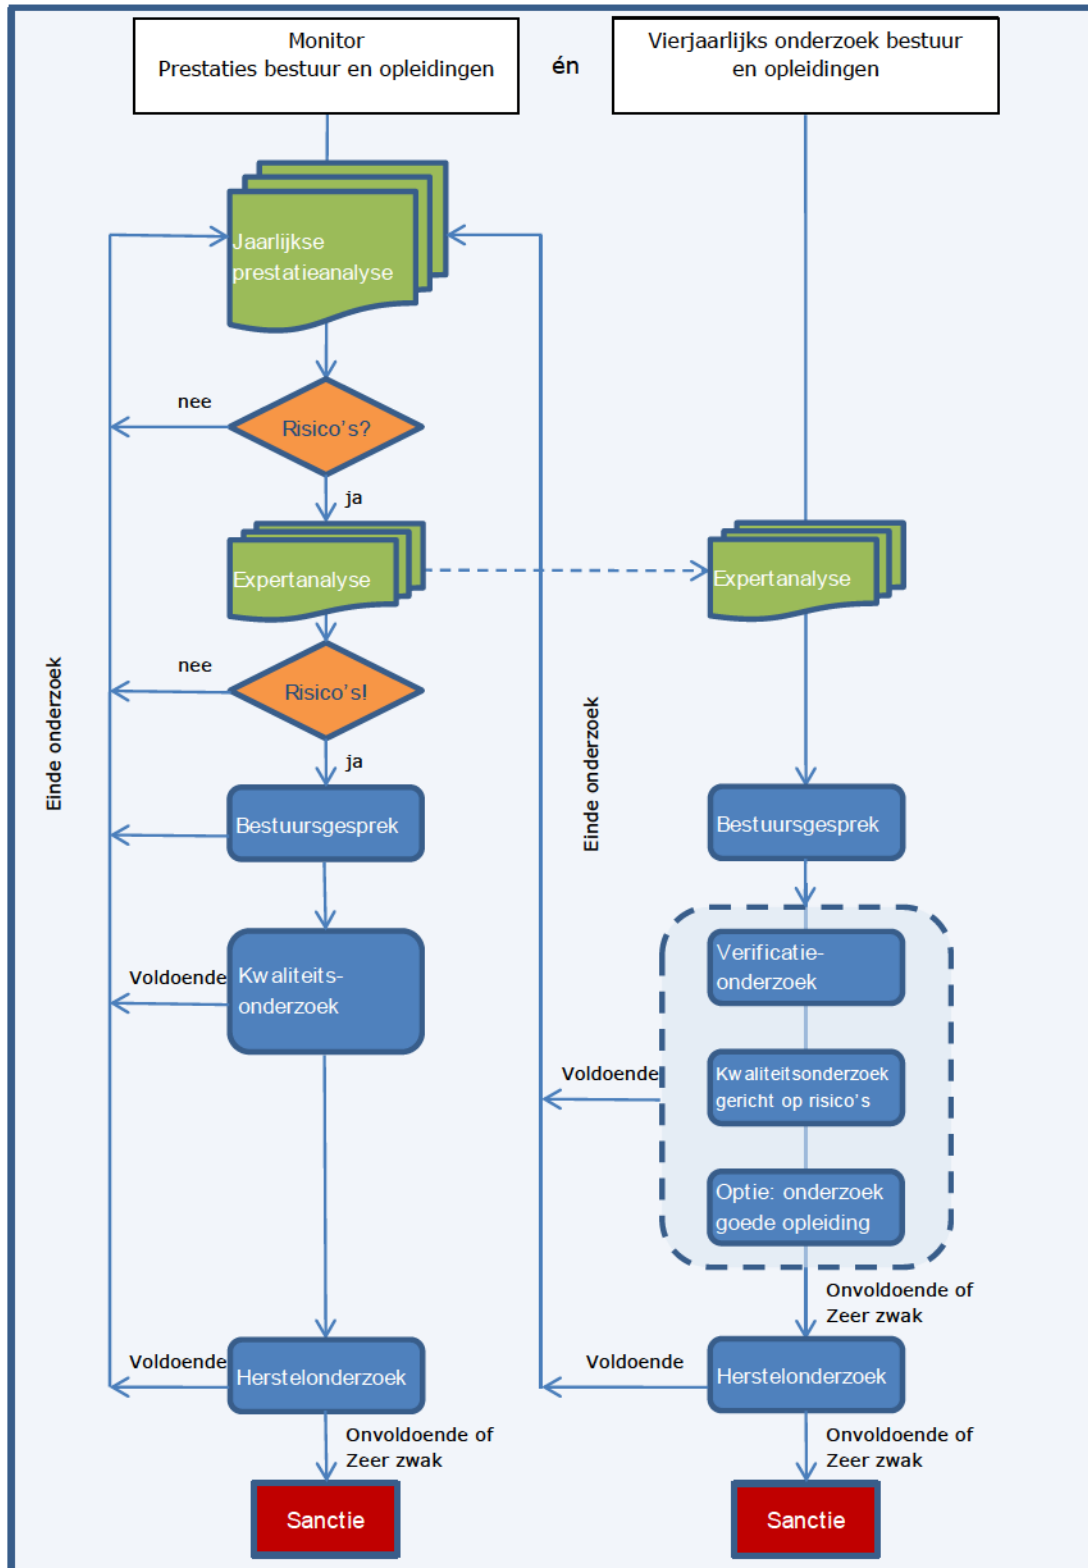 Monitor
Prestaties bestuur en opleidingen
én
Vierjaarlijks onderzoek bestuur
en opleidingen
Jaarlijkse
prestatieanalyse
nee
Risico's?
ja
Expertanalyse
Expertanalyse
nee
Risico's!
ja
Einde onderzoek
Einde onderzoek
Bestuursgesprek
Bestuursgesprek
Voldoende
Kwaliteits-
onderzoek
Verificatie-
onderzoek
Voldoende
Kwaliteitsonderzoek
gericht op risico's
Optie: onderzoek
goede opleiding
Onvoldoende of
Zeer zwak
Voldoende
Herstelonderzoek
Voldoende
Herstelonderzoek
Onvoldoende of
Zeer zwak
Onvoldoende of
Zeer zwak
Sanctie
Sanctie